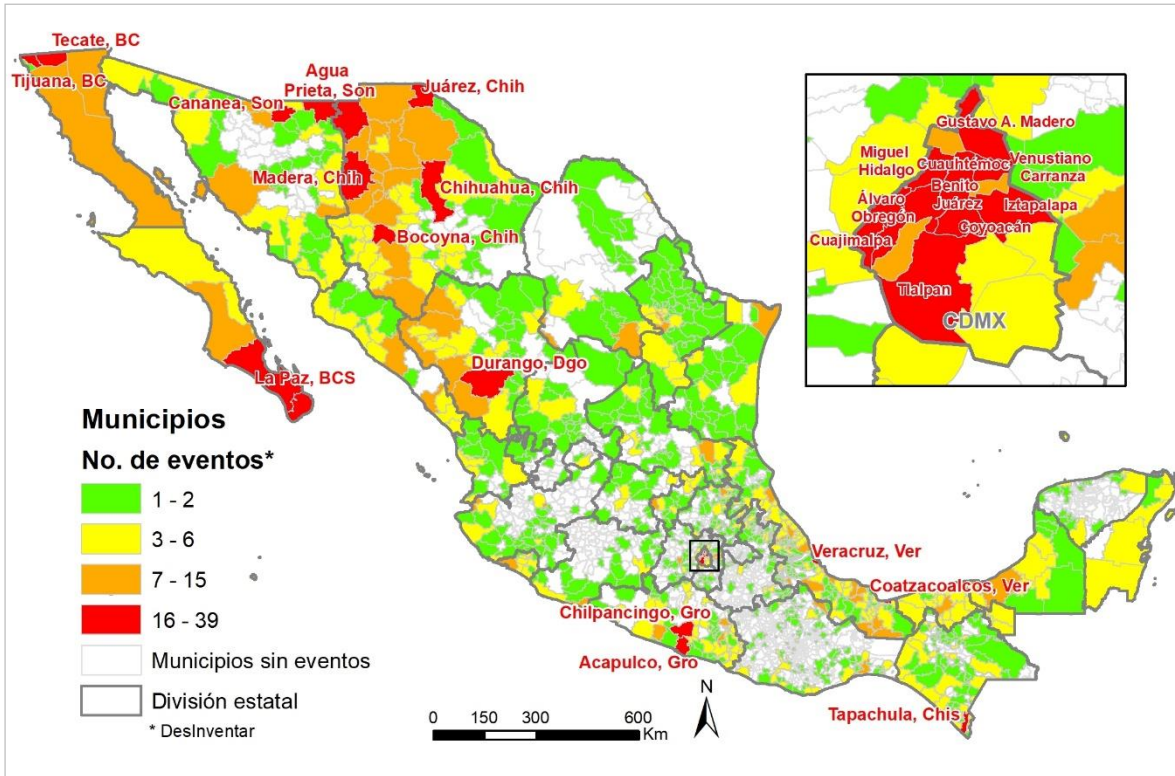 Tecate, BC
Tijuana, BC
Agua
Prieta, Son
Juárez, Chih
Cananea, Son
Madera, Chih
Chihuahua, Chih
Bocoyna, Chih
La Paz, BCS
Durango, Dgo
Gustavo A. Madero
Miguel
Hidalgo
Cuauhtémoc
Venustiano
Carranza
Benito
Juárez
Álvaro
Obregón
Iztapalapa
Coyoacán
Cuajimalpa
Tlalpan
CDMX
Veracruz, Ver
Coatzacoalcos, Ver
Chilpancingo, Gro
Acapulco, Gro
Tapachula, Chis
Municipios
No. de eventos*
1 - 2
3 - 6
7 - 15
16 - 39
Municipios sin eventos
División estatal
* DesInventar
N
0 150 300 600
Km